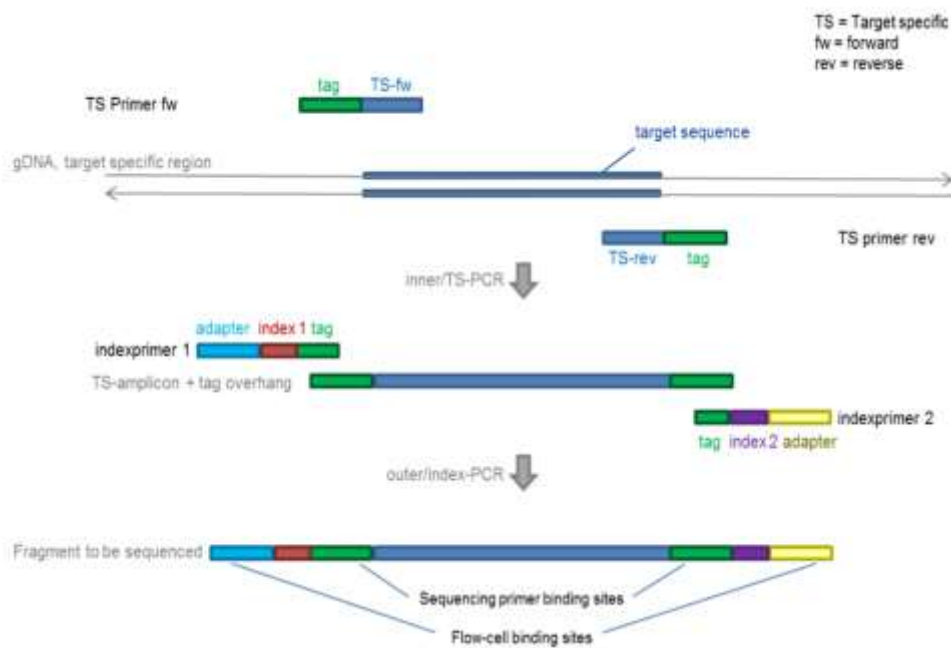 TS = Target specific
fw = forward
rev = reverse
tag TS-fw
TS Primer fw
target sequence
gDNA, target specific region
TS primer rev
TS-rev tag
inner/TS-PCR
adapter index 1 tag
indexprimer 1
TS-amplicon + tag overhang
indexprimer 2
tag index 2 adapter
outer/index-PCR
Fragment to be sequenced
Sequencing primer binding sites
Flow-cell binding sites